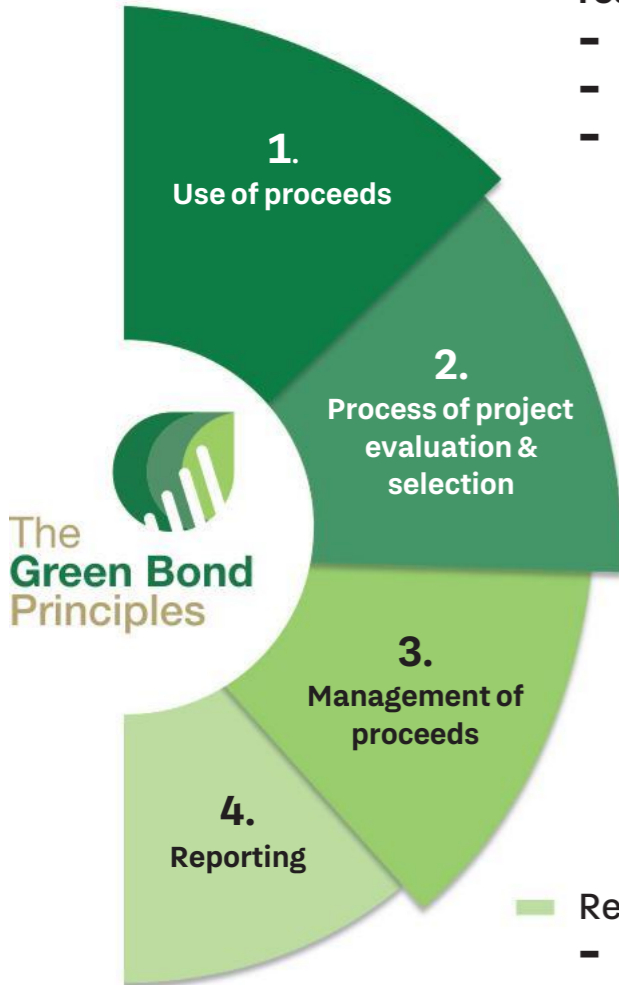 -
-
-
1.
Use of proceeds
2.
Process of project
evaluation &
selection
The
Green Bond
Principles
3.
Management of
proceeds
4.
Reporting
Re
-